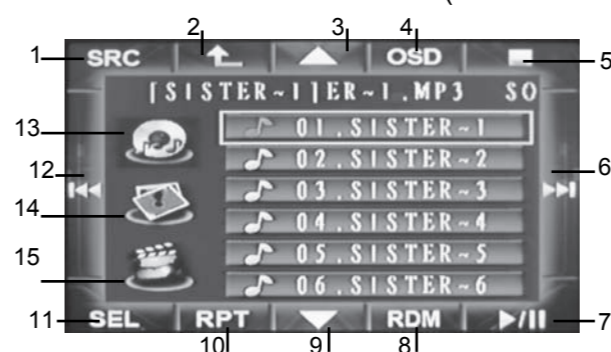 2 3 4
1 SRC OSD 5
[SISTER~1]ER~1.MP3 SO
13 01.SISTER~1
02.SISTER~2
12 6
03.SISTER~3
14 04.SISTER~4
15 05.SISTER~5
06.SISTER~6
11 SEL RPT RDM 7
10 9 8